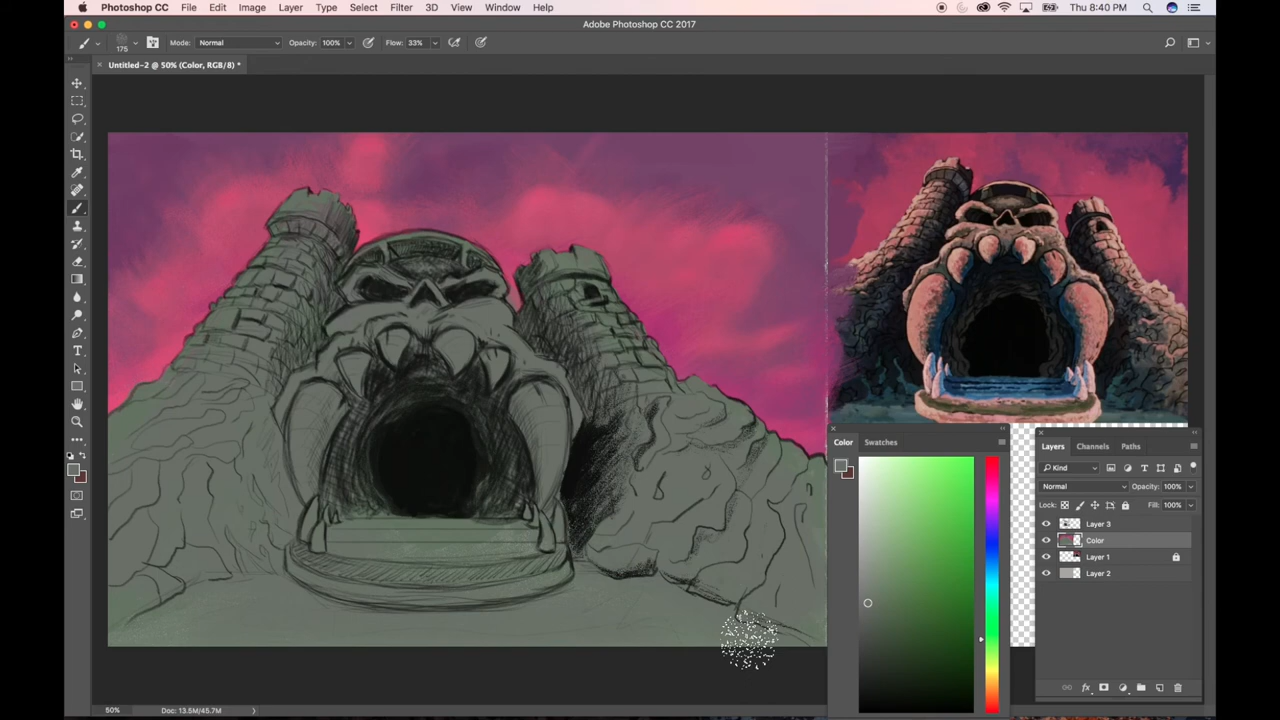 Photoshop CC File Edit Image Layer Type Select Filter 3D View Window Help Thu 8:40 PM
Adobe Photoshop CC 2017
175 Mode: Normal Opacity: 100% Flow: 33%
× Untitled-2 @ 50% (Color, RGB/8) *
Color Swatches
Layers Channels Paths
Kind
Normal Opacity: 100%
Lock: Fill: 100%
Layer 3
Color
Layer 1
Layer 2
fx
50% Doc: 13.5M/45.7M